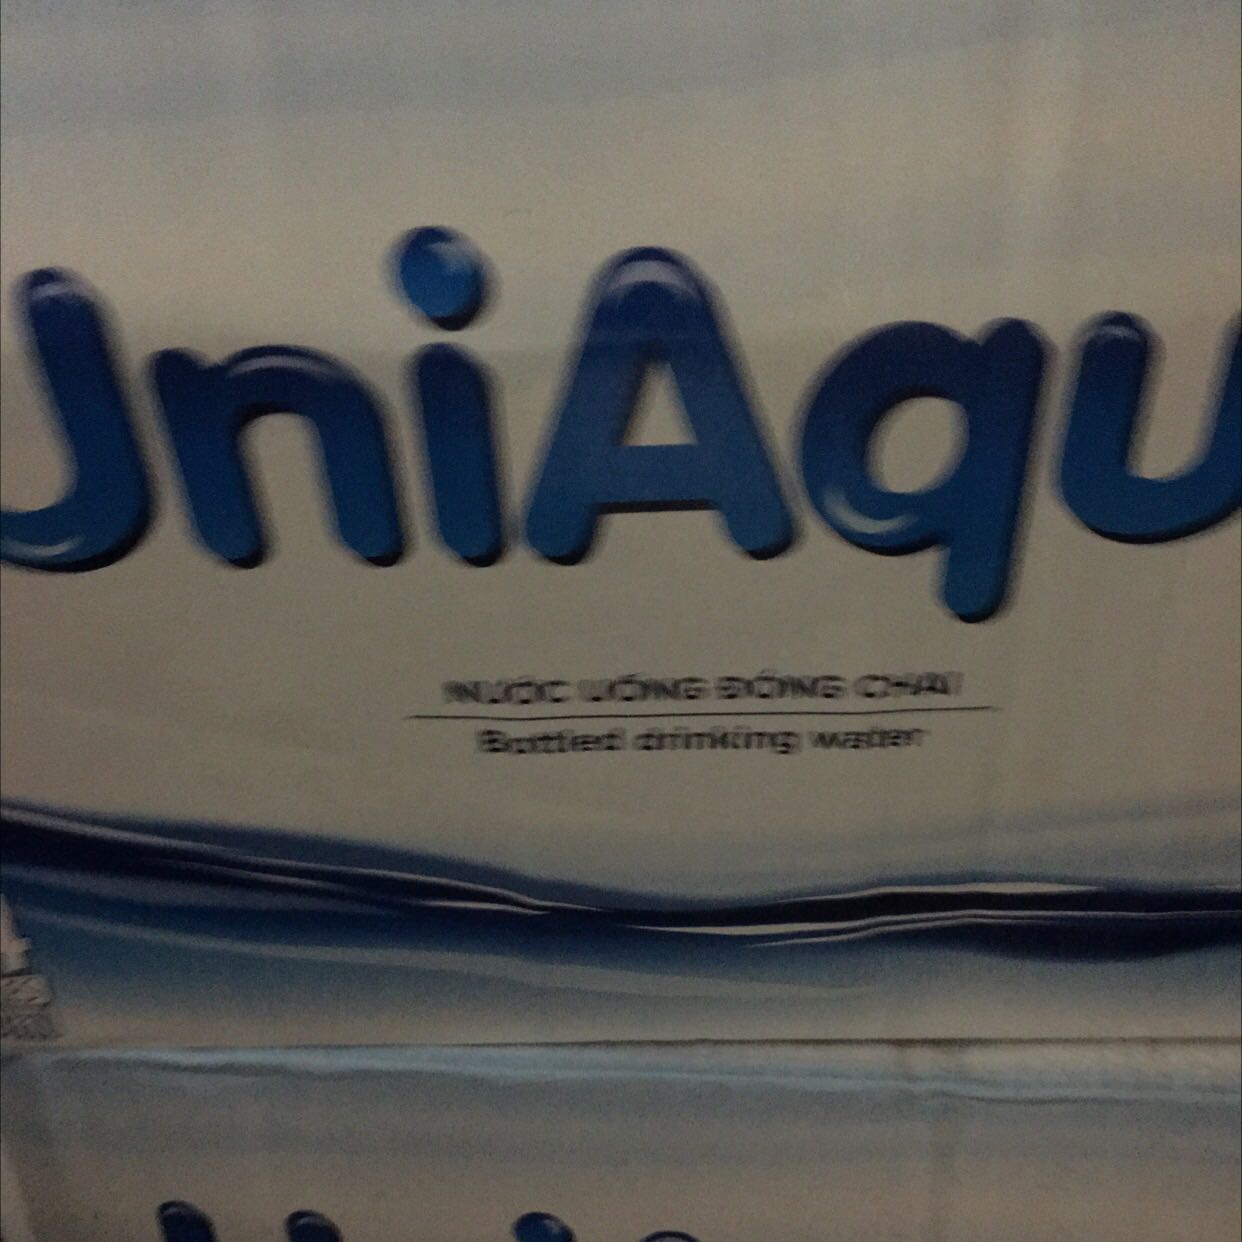 UniAqu
NƯỚC UỐNG ĐÓNG CHAI
Bottled drinking water